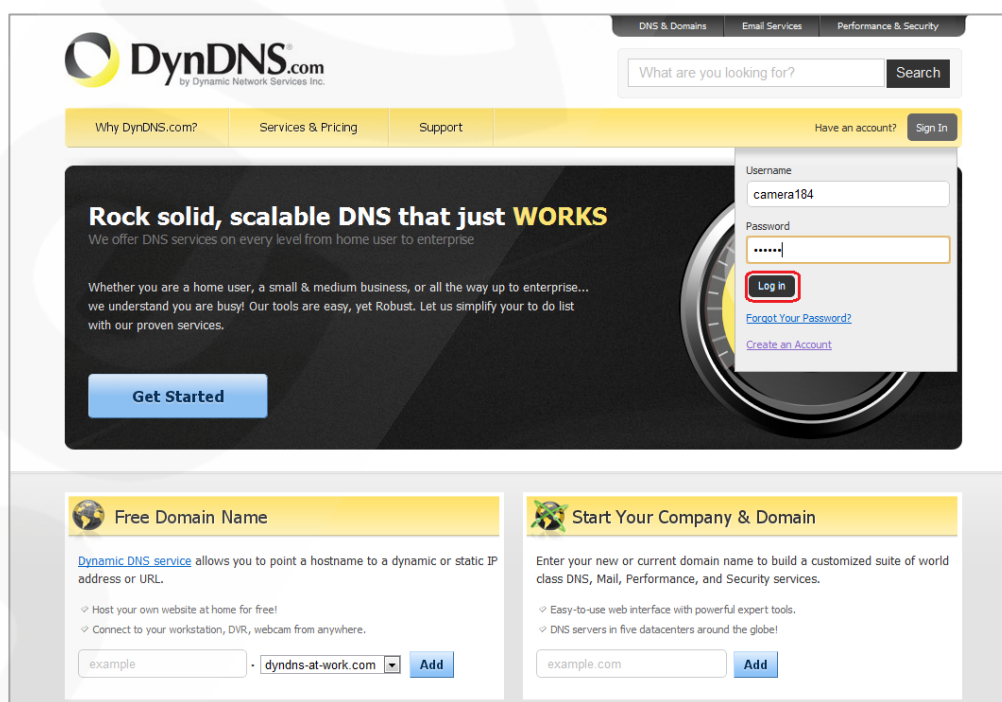 DNS & Domains Email Services Performance & Security
DynDNS.com
by Dynamic Network Services Inc.
What are you looking for? Search
Why DynDNS.com? Services & Pricing Support Have an account? Sign In
Username
camera184
Password
••••••
Log in
Forgot Your Password?
Create an Account
Rock solid, scalable DNS that just WORKS
We offer DNS services on every level from home user to enterprise
Whether you are a home user, a small & medium business, or all the way up to enterprise...
we understand you are busy! Our tools are easy, yet Robust. Let us simplify your to do list
with our proven services.
Get Started
Free Domain Name
Dynamic DNS service allows you to point a hostname to a dynamic or static IP
address or URL.
Host your own website at home for free!
Connect to your workstation, DVR, webcam from anywhere.
example . dyndns-at-work.com Add
Start Your Company & Domain
Enter your new or current domain name to build a customized suite of world
class DNS, Mail, Performance, and Security services.
Easy-to-use web interface with powerful expert tools.
DNS servers in five datacenters around the globe!
example.com Add